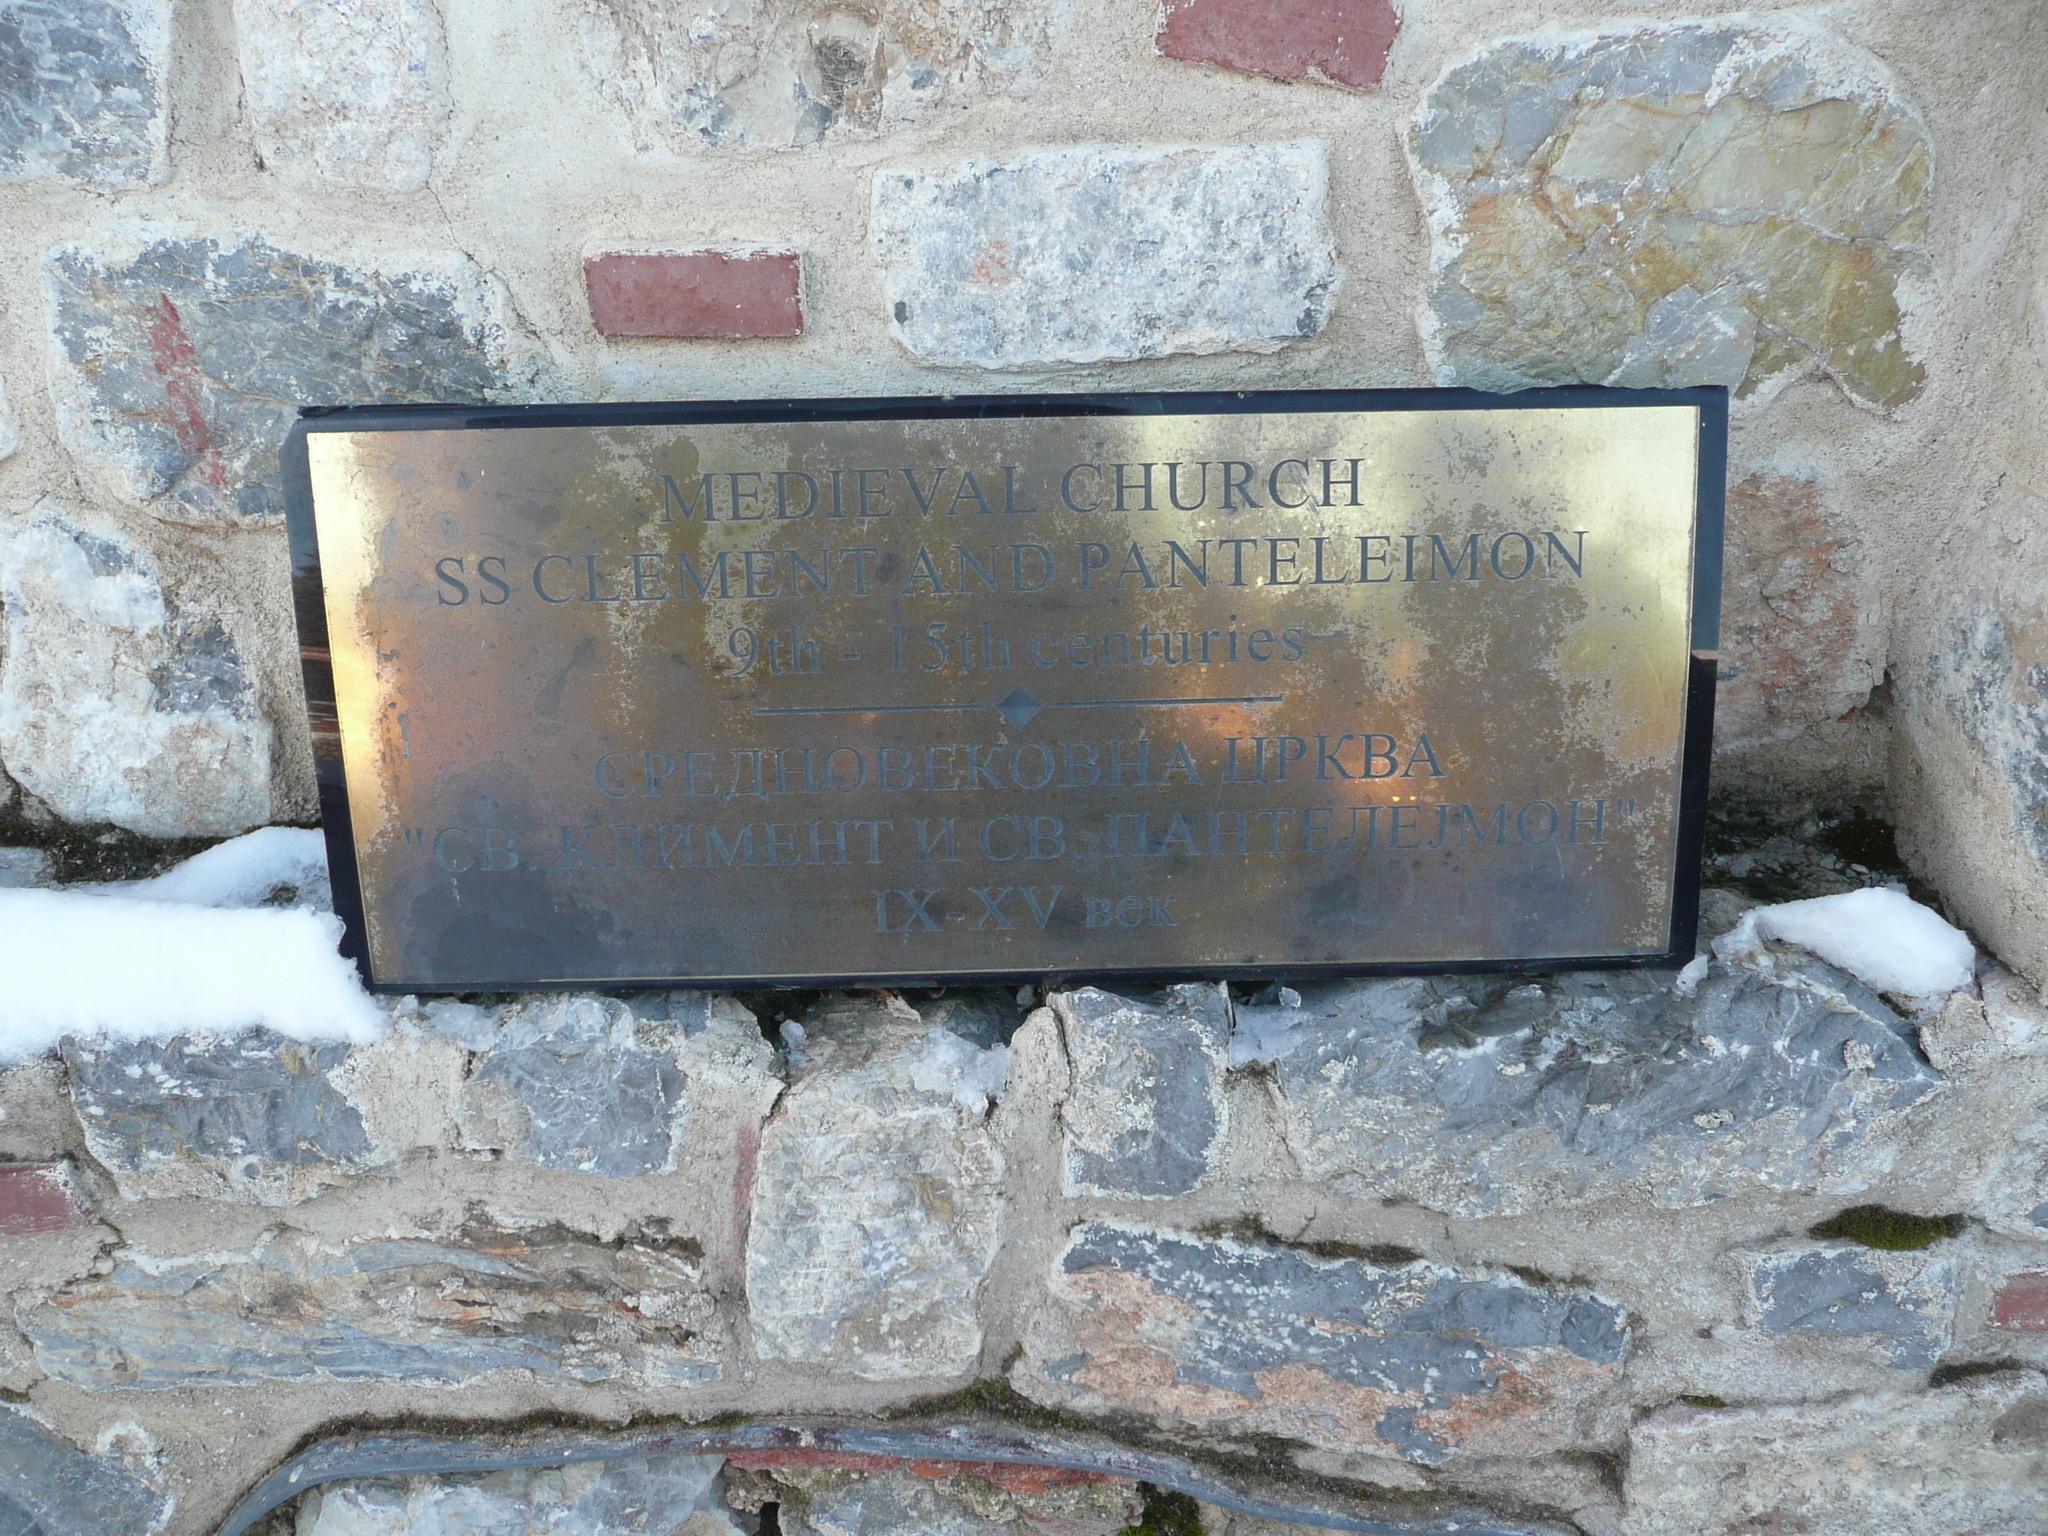 MEDIEVAL CHURCH
SS CLEMENT AND PANTELEIMON
9th - 15th centuries
СРЕДНОВЕКОВНА ЦРКВА
"СВ. КЛИМЕНТ И СВ. ПАНТЕЛЕЈМОН"
IX-XV век